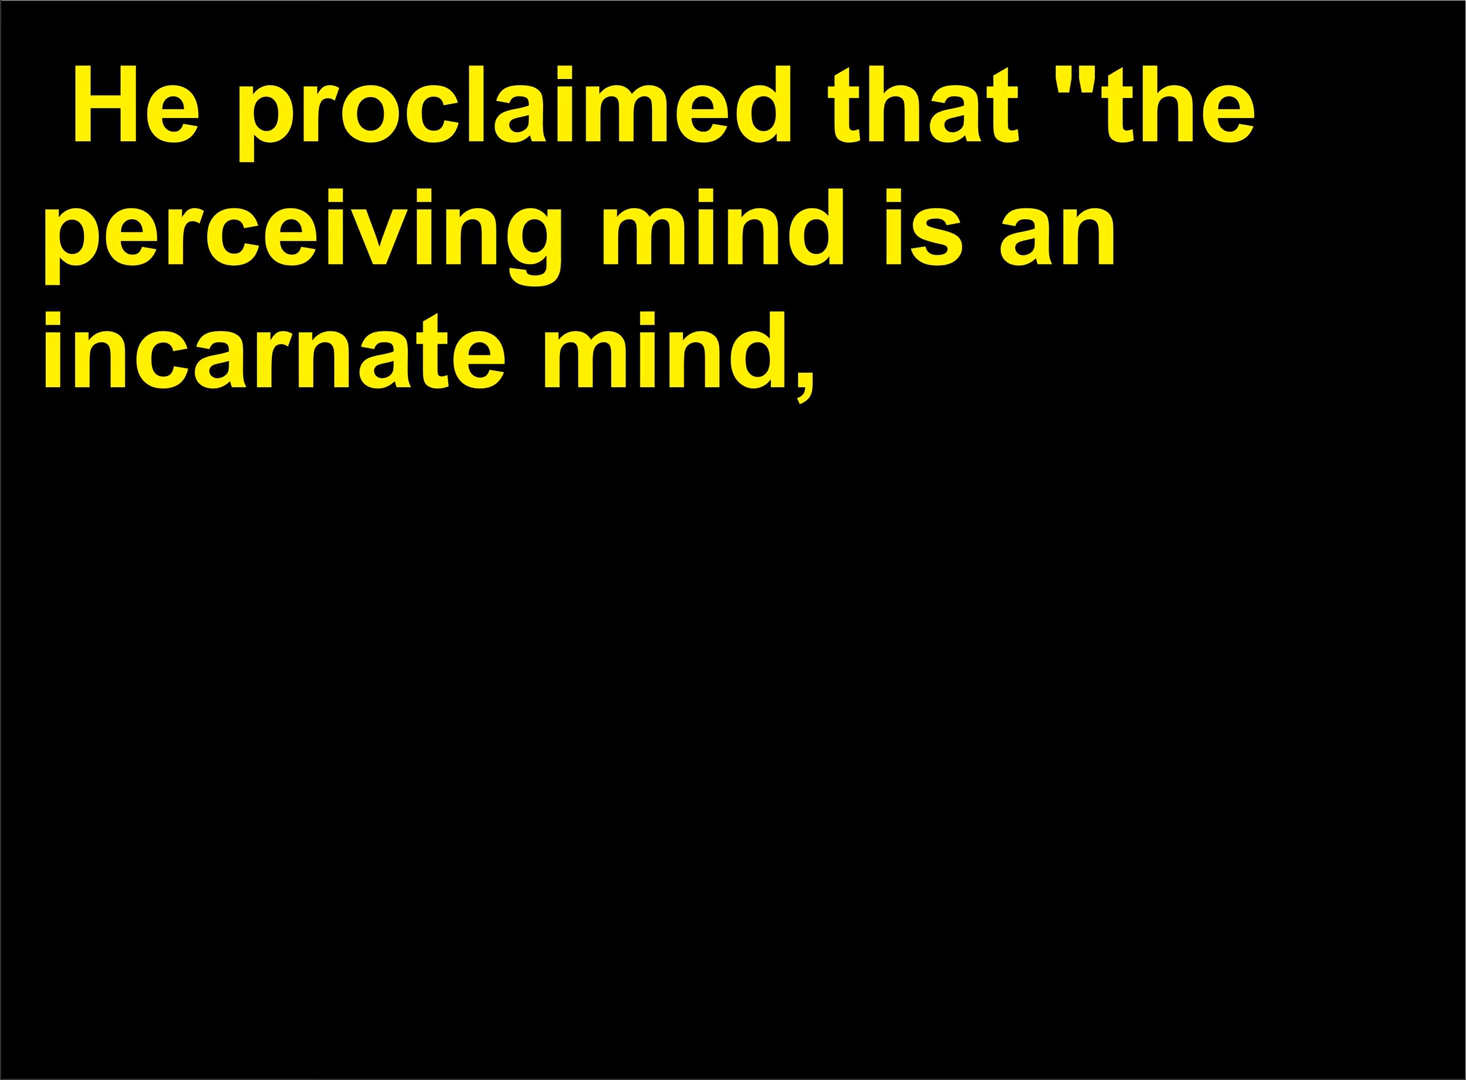 He proclaimed that "the
perceiving mind is an
incarnate mind,